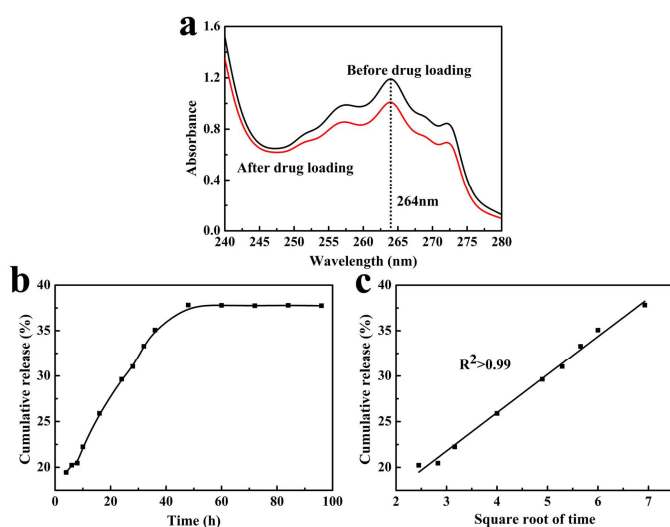 a
1.6
1.2
0.8
0.4
0.0
Absorbance
Before drug loading
After drug loading
264nm
240 245 250 255 260 265 270 275 280
Wavelength (nm)
b
40
35
30
25
20
Cumulative release (%)
0 20 40 60 80 100
Time (h)
c
40
35
30
25
20
Cumulative release (%)
R²>0.99
2 3 4 5 6 7
Square root of time